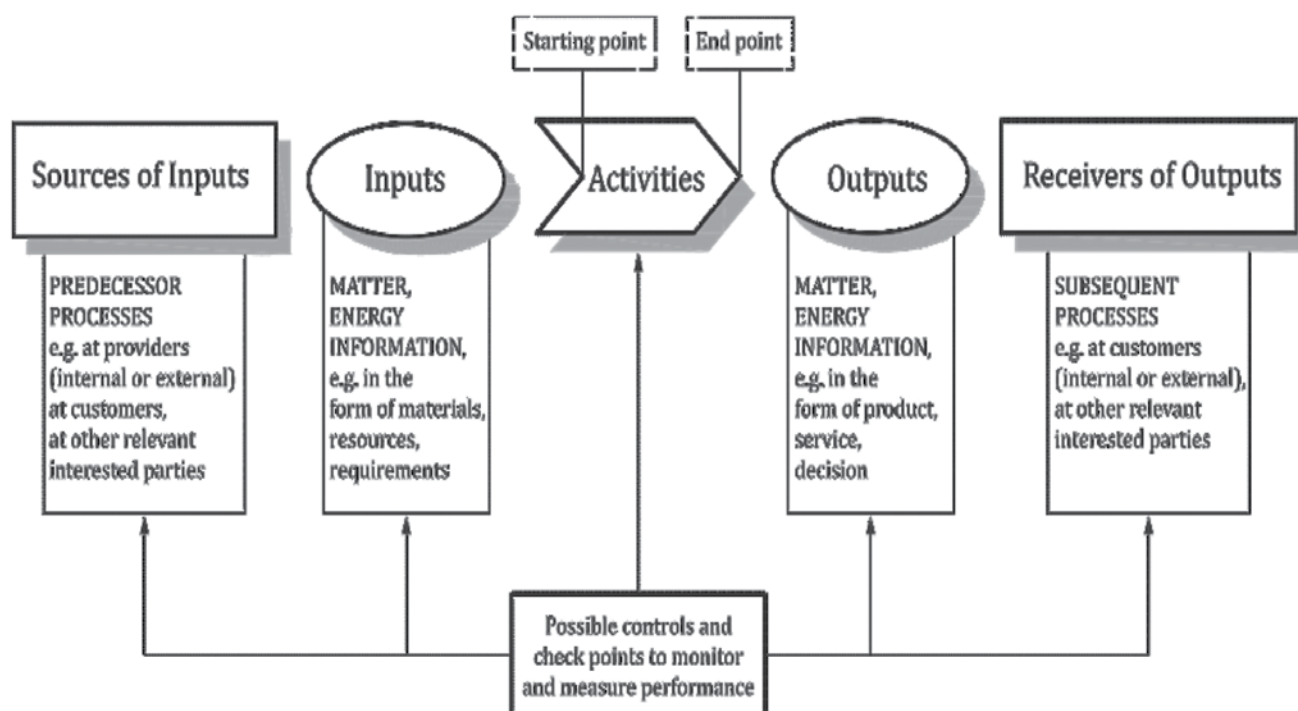 Starting point
End point
Sources of Inputs
Inputs
Activities
Outputs
Receivers of Outputs
PREDECESSOR
PROCESSES
e.g. at providers
(internal or external)
at customers,
at other relevant
interested parties
MATTER,
ENERGY
INFORMATION,
e.g. in the
form of materials,
resources,
requirements
MATTER,
ENERGY
INFORMATION,
e.g. in the
form of product,
service,
decision
SUBSEQUENT
PROCESSES
e.g. at customers
(internal or external),
at other relevant
interested parties
Possible controls and
check points to monitor
and measure performance